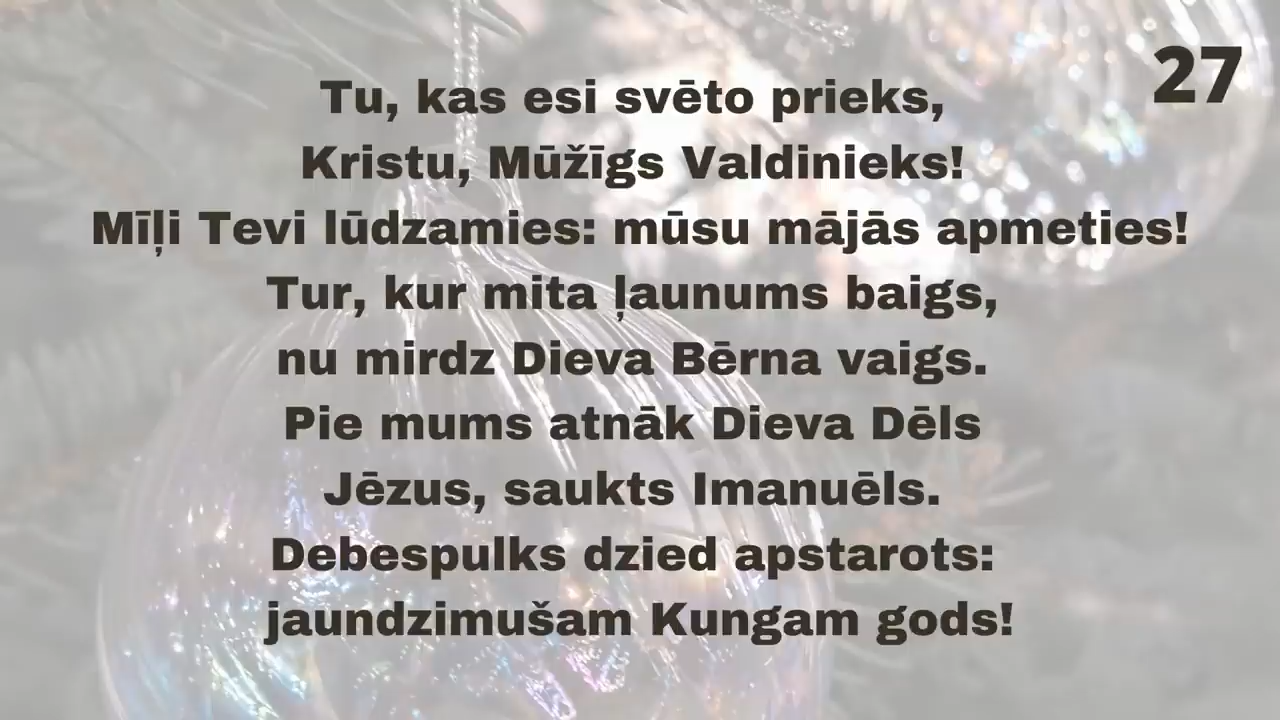 27
Tu, kas esi svēto prieks,
Kristu, Mūžīgs Valdinieks!
Mīļi Tevi lūdzamies: mūsu mājās apmeties!
Tur, kur mita ļaunums baigs,
nu mirdz Dieva Bērna vaigs.
Pie mums atnāk Dieva Dēls
Jēzus, saukts Imanuēls.
Debespulks dzied apstarots:
jaundzimušam Kungam gods!